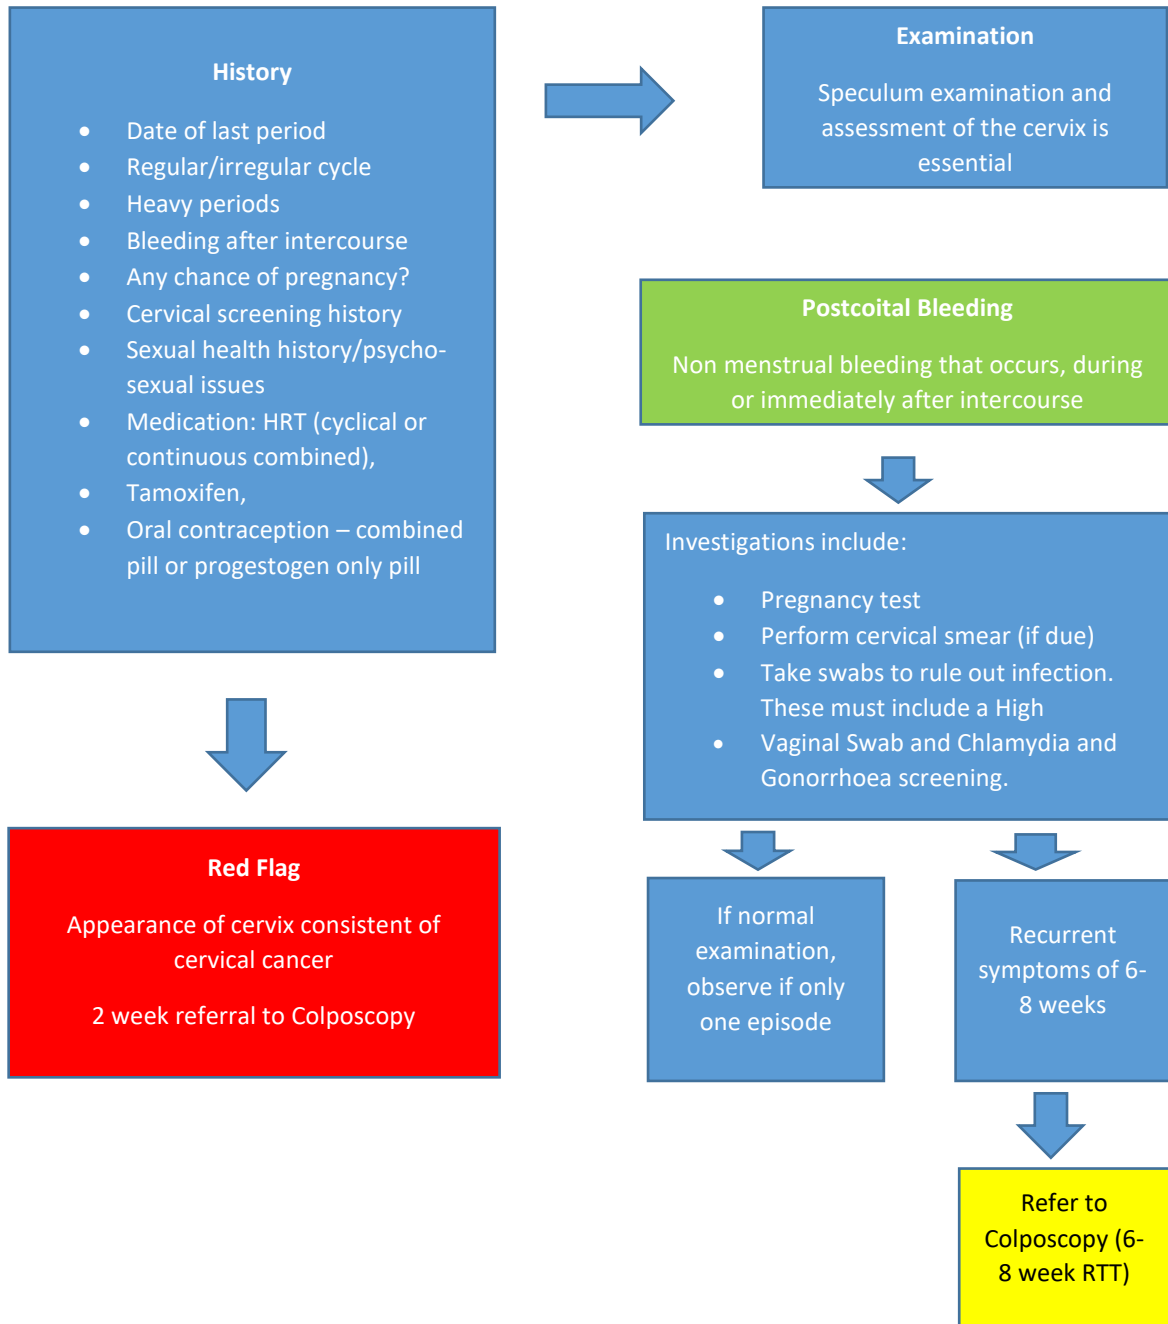 History
• Date of last period
• Regular/irregular cycle
• Heavy periods
• Bleeding after intercourse
• Any chance of pregnancy?
• Cervical screening history
• Sexual health history/psycho-
sexual issues
• Medication: HRT (cyclical or
continuous combined),
• Tamoxifen,
• Oral contraception – combined
pill or progestogen only pill
Examination
Speculum examination and
assessment of the cervix is
essential
Red Flag
Appearance of cervix consistent of
cervical cancer
2 week referral to Colposcopy
Postcoital Bleeding
Non menstrual bleeding that occurs, during
or immediately after intercourse
Investigations include:
• Pregnancy test
• Perform cervical smear (if due)
• Take swabs to rule out infection.
These must include a High
• Vaginal Swab and Chlamydia and
Gonorrhoea screening.
If normal
examination,
observe if only
one episode
Recurrent
symptoms of 6-
8 weeks
Refer to
Colposcopy (6-
8 week RTT)